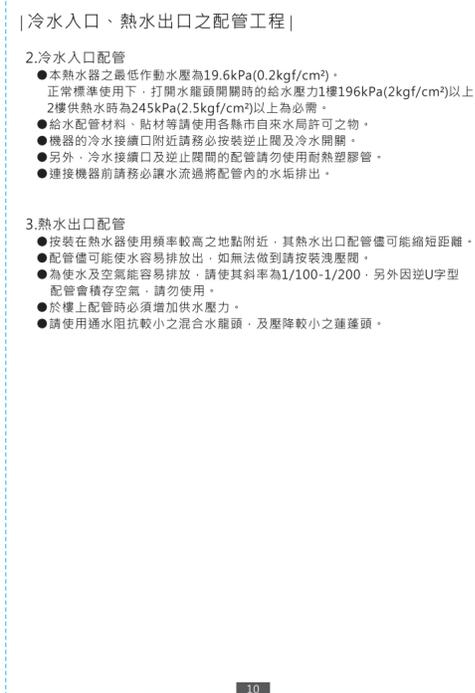 |冷水入口、熱水出口之配管工程|
2.冷水入口配管
●本熱水器之最低作動水壓為19.6kPa(0.2kgf/cm²)。
正常標準使用下，打開水龍頭開關時的給水壓力1樓196kPa(2kgf/cm²)以上
2樓供熱水時為245kPa(2.5kgf/cm²)以上為必需。
●給水配管材料、貼材等請使用各縣市自來水局許可之物。
●機器的冷水接續口附近請務必按裝逆止閥及冷水開關。
●另外，冷水接續口及逆止閥間的配管請勿使用耐熱塑膠管。
●連接機器前請務必讓水流過將配管內的水垢排出。
3.熱水出口配管
●按裝在熱水器使用頻率較高之地點附近，其熱水出口配管儘可能縮短距離。
●配管儘可能使水容易排放出，如無法做到請按裝洩壓閥。
●為使水及空氣能容易排放，請使其斜率為1/100-1/200，另外因逆U字型
配管會積存空氣，請勿使用。
●於樓上配管時必須增加供水壓力。
●請使用通水阻抗較小之混合水龍頭，及壓降較小之蓮蓬頭。
10